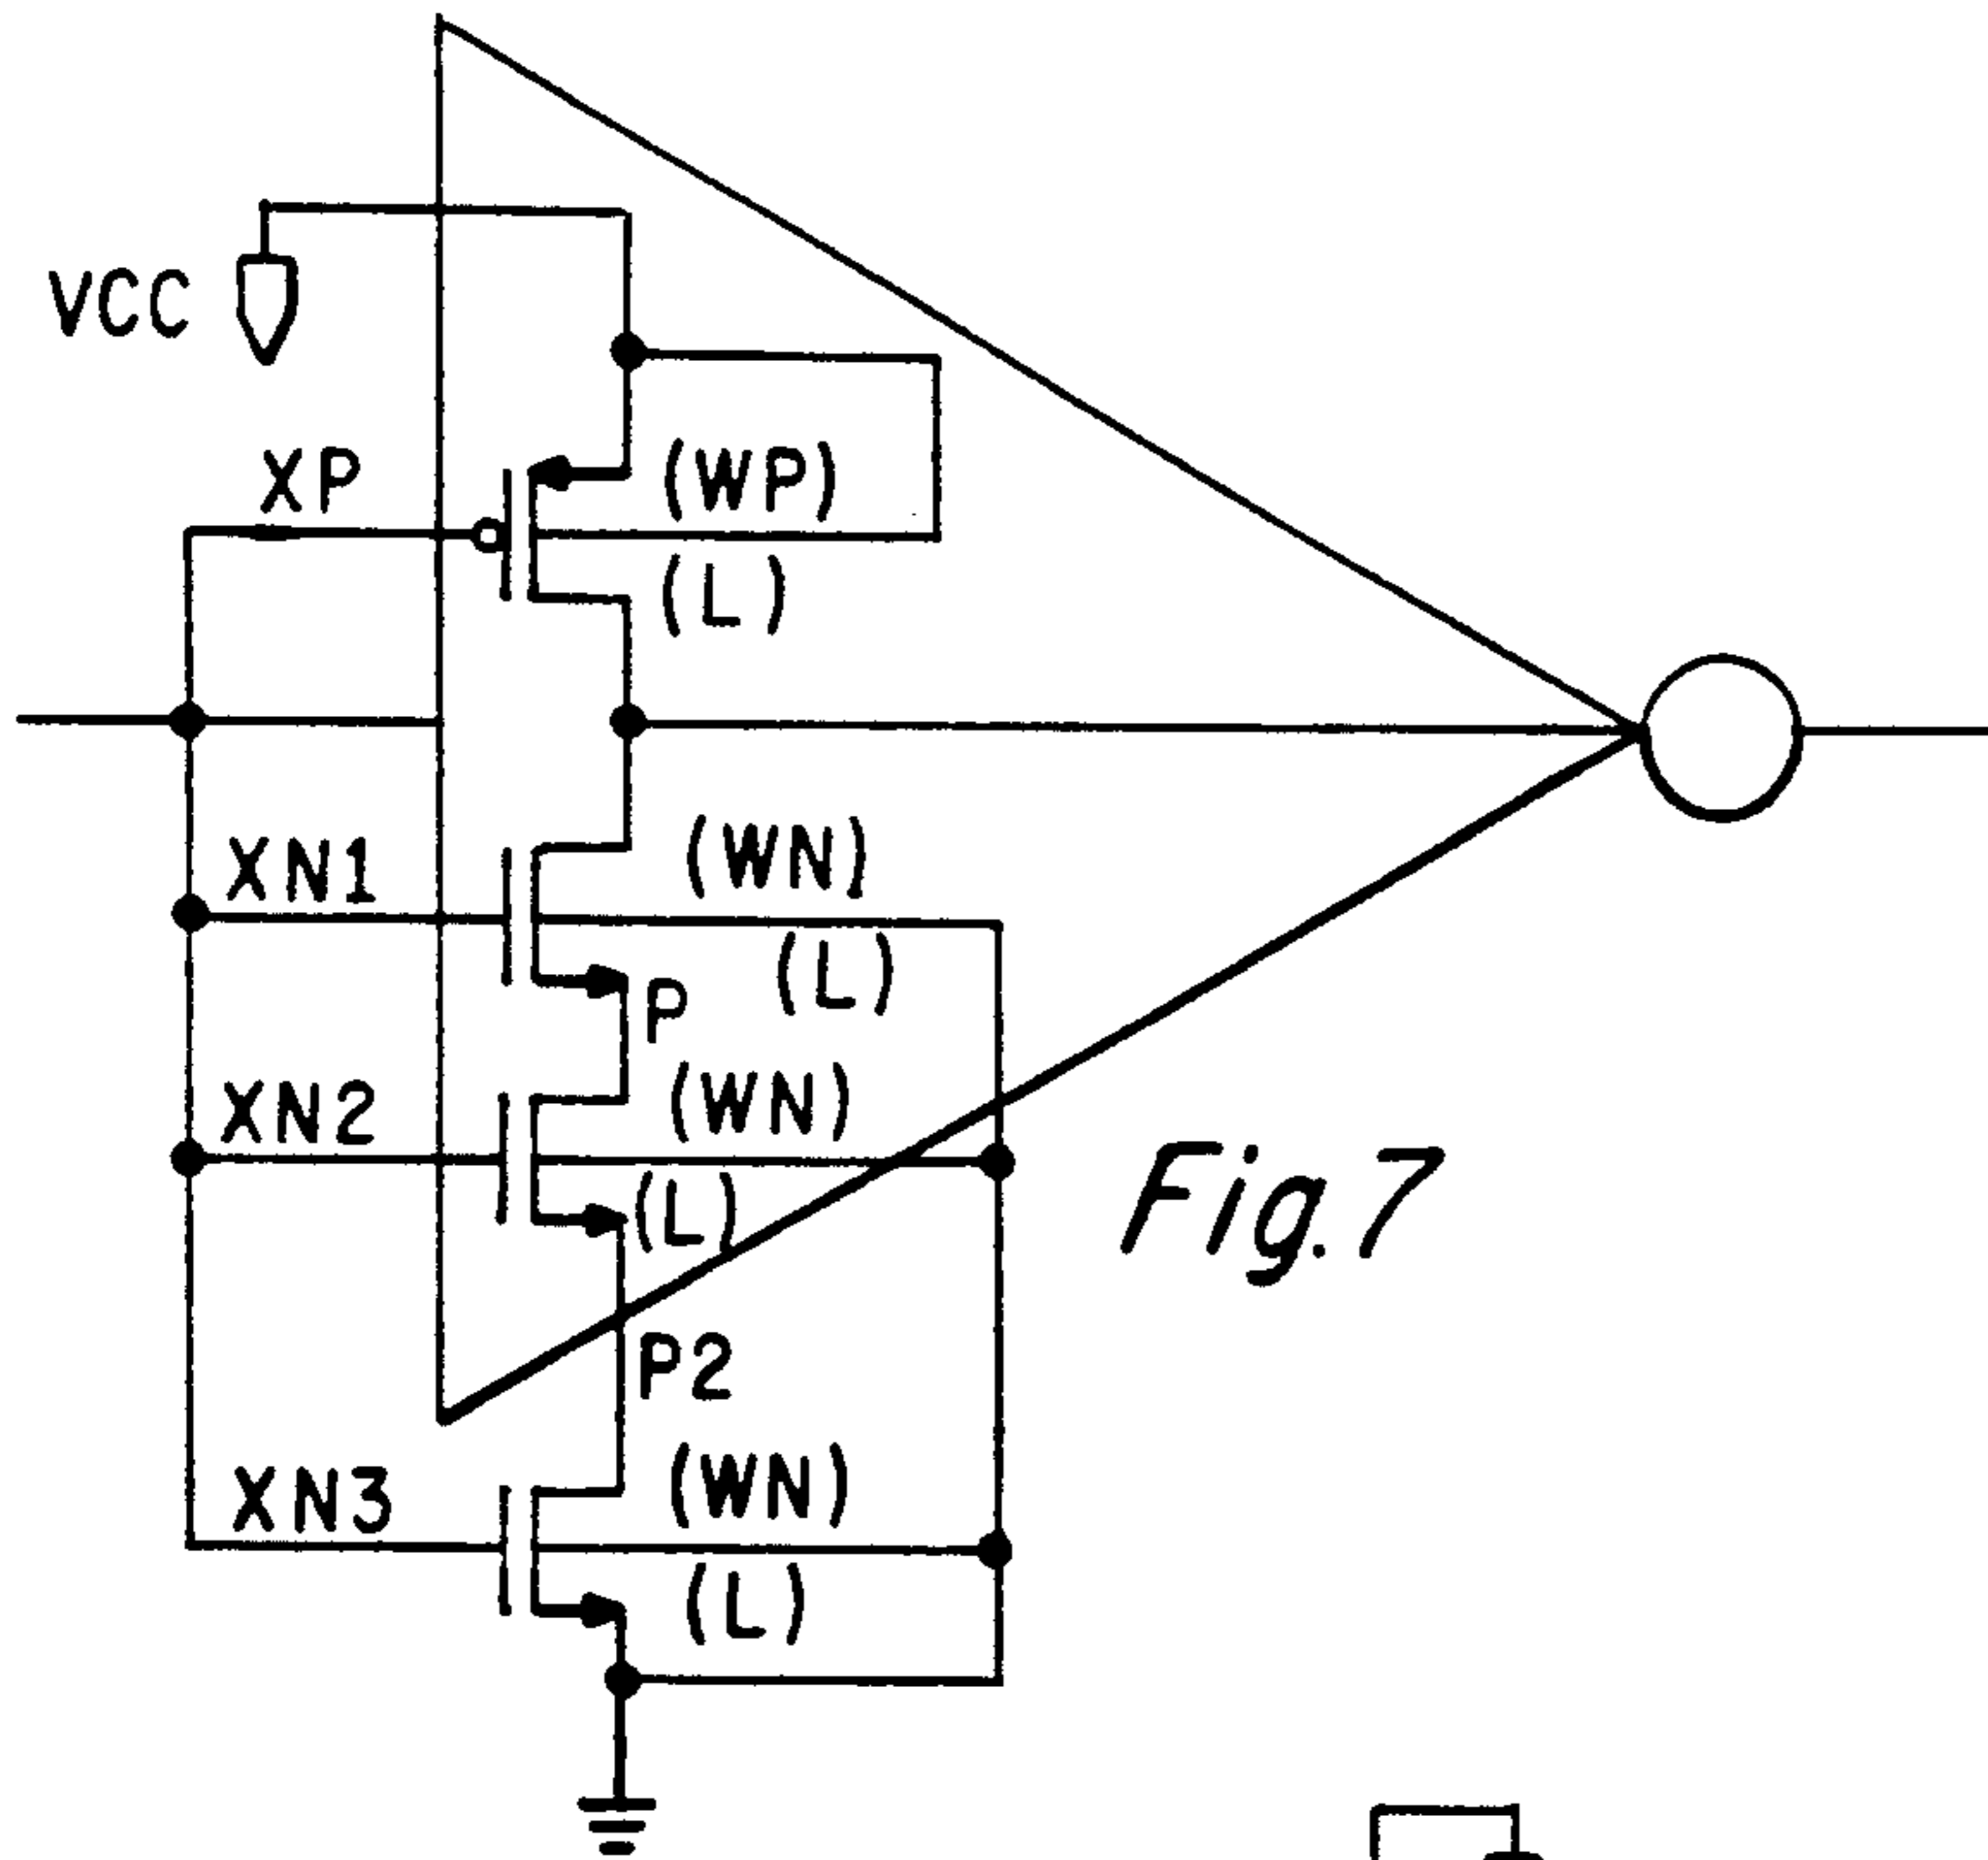 VCC
XP
(WP)
(L)
XN1
(WN)
(L)
P
XN2
(WN)
(L)
Fig.7
P2
XN3
(WN)
(L)